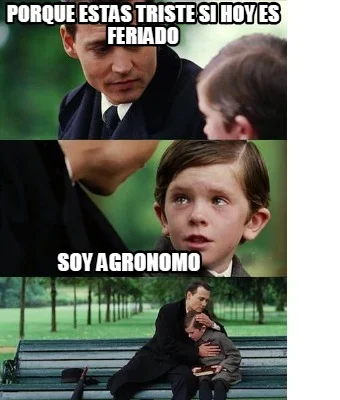 PORQUE ESTAS TRISTE SI HOY ES
FERIADO
SOY AGRONOMO